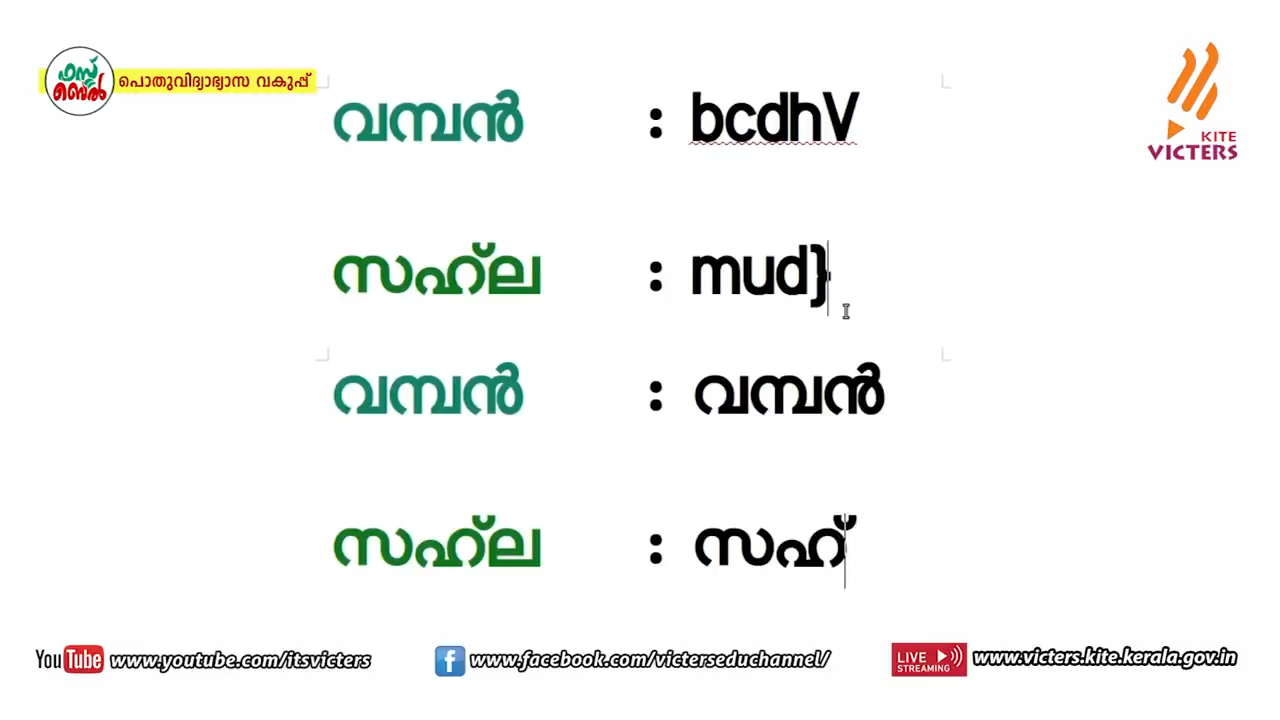 ഫസ്റ്റ് ബെൽ പൊതുവിദ്യാഭ്യാസ വകുപ്പ്
KITE
VICTERS
വമ്പൻ : bcdhV
സഹ്‌ല : mud}
വമ്പൻ : വമ്പൻ
സഹ്‌ല : സഹ്
YouTube www.youtube.com/itsvicters
f www.facebook.com/victerseduchannel/
LIVE STREAMING www.victers.kite.kerala.gov.in